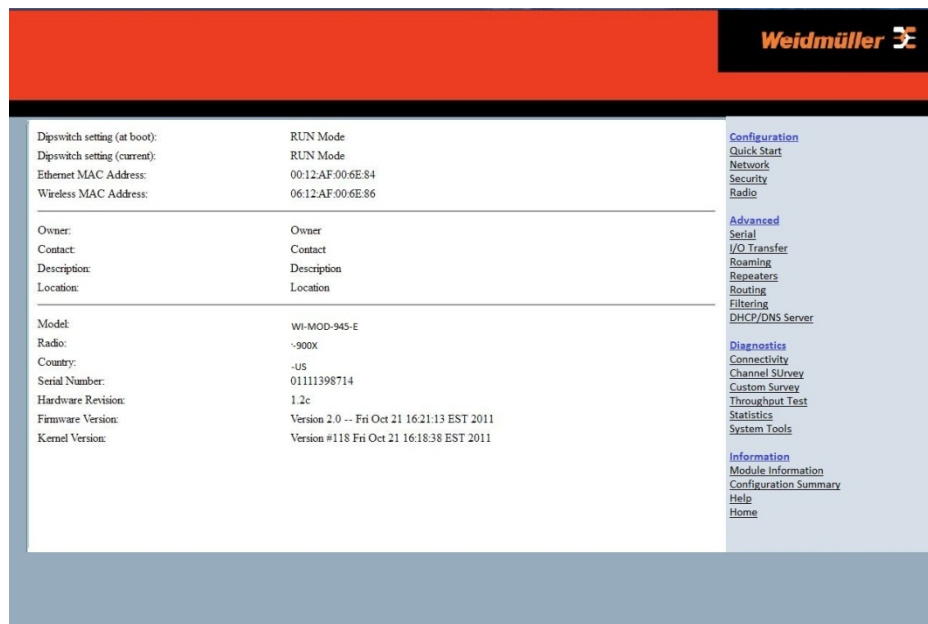 Weidmüller
Dipswitch setting (at boot): RUN Mode
Dipswitch setting (current): RUN Mode
Ethernet MAC Address: 00:12:AF:00:6E:84
Wireless MAC Address: 06:12:AF:00:6E:86
Owner: Owner
Contact: Contact
Description: Description
Location: Location
Model: WI-MOD-945-E
Radio: -900X
Country: -US
Serial Number: 01111398714
Hardware Revision: 1.2c
Firmware Version: Version 2.0 -- Fri Oct 21 16:21:13 EST 2011
Kernel Version: Version #118 Fri Oct 21 16:18:38 EST 2011
Configuration
Quick Start
Network
Security
Radio
Advanced
Serial
I/O Transfer
Roaming
Repeaters
Routing
Filtering
DHCP/DNS Server
Diagnostics
Connectivity
Channel SUrvey
Custom Survey
Throughput Test
Statistics
System Tools
Information
Module Information
Configuration Summary
Help
Home